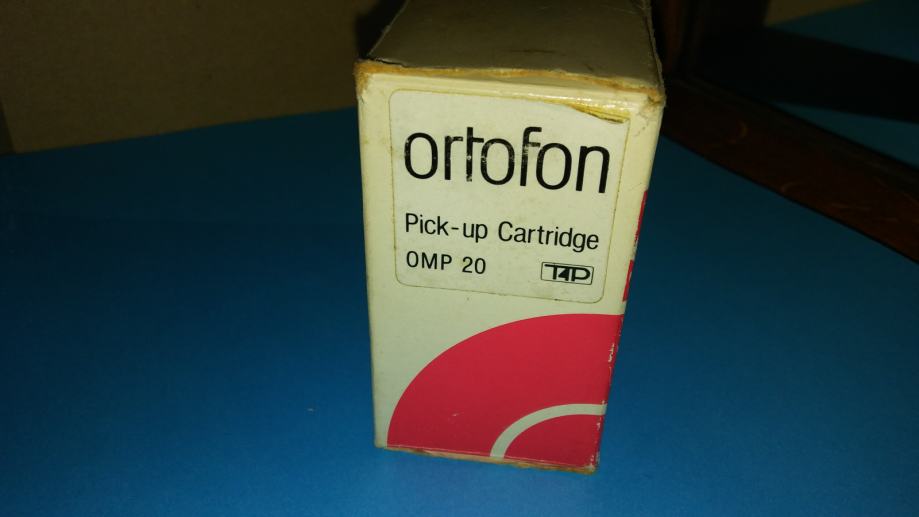 ortofon
Pick-up Cartridge
OMP 20 T4P